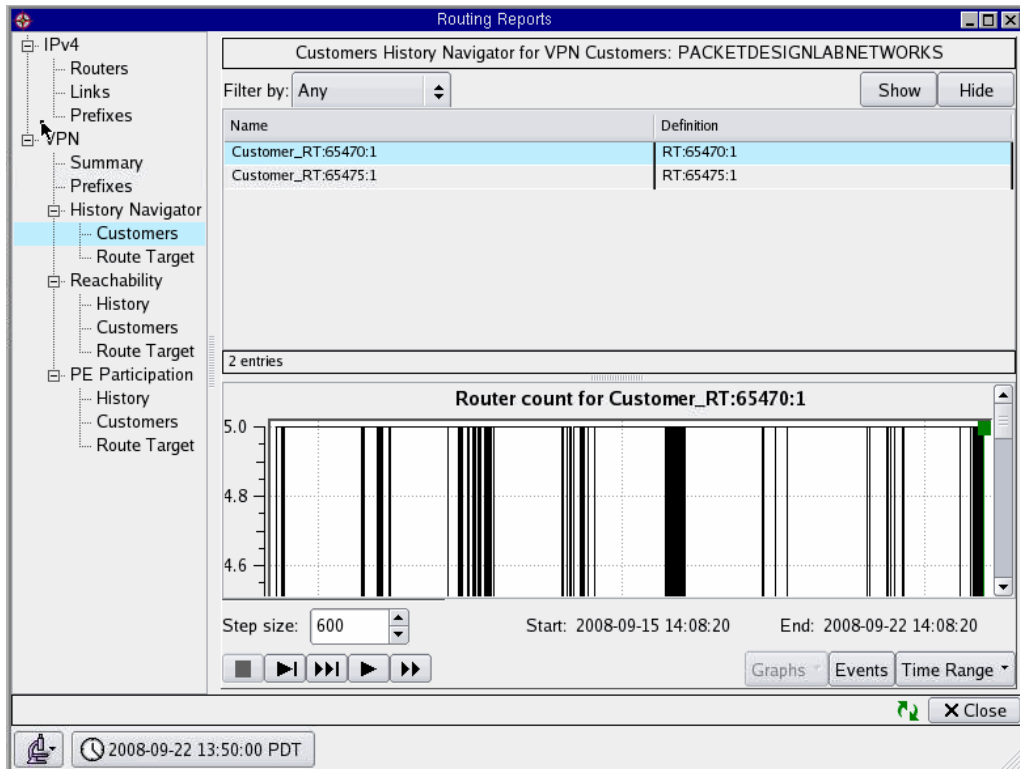 Routing Reports
IPv4
Routers
Links
Prefixes
VPN
Summary
Prefixes
History Navigator
Customers
Route Target
Reachability
History
Customers
Route Target
PE Participation
History
Customers
Route Target
Customers History Navigator for VPN Customers: PACKETDESIGNLABNETWORKS
Filter by: Any Show Hide
Name Definition
Customer_RT:65470:1 RT:65470:1
Customer_RT:65475:1 RT:65475:1
2 entries
Router count for Customer_RT:65470:1
5.0
4.8
4.6
Step size: 600 Start: 2008-09-15 14:08:20 End: 2008-09-22 14:08:20
Graphs Events Time Range
Close
2008-09-22 13:50:00 PDT